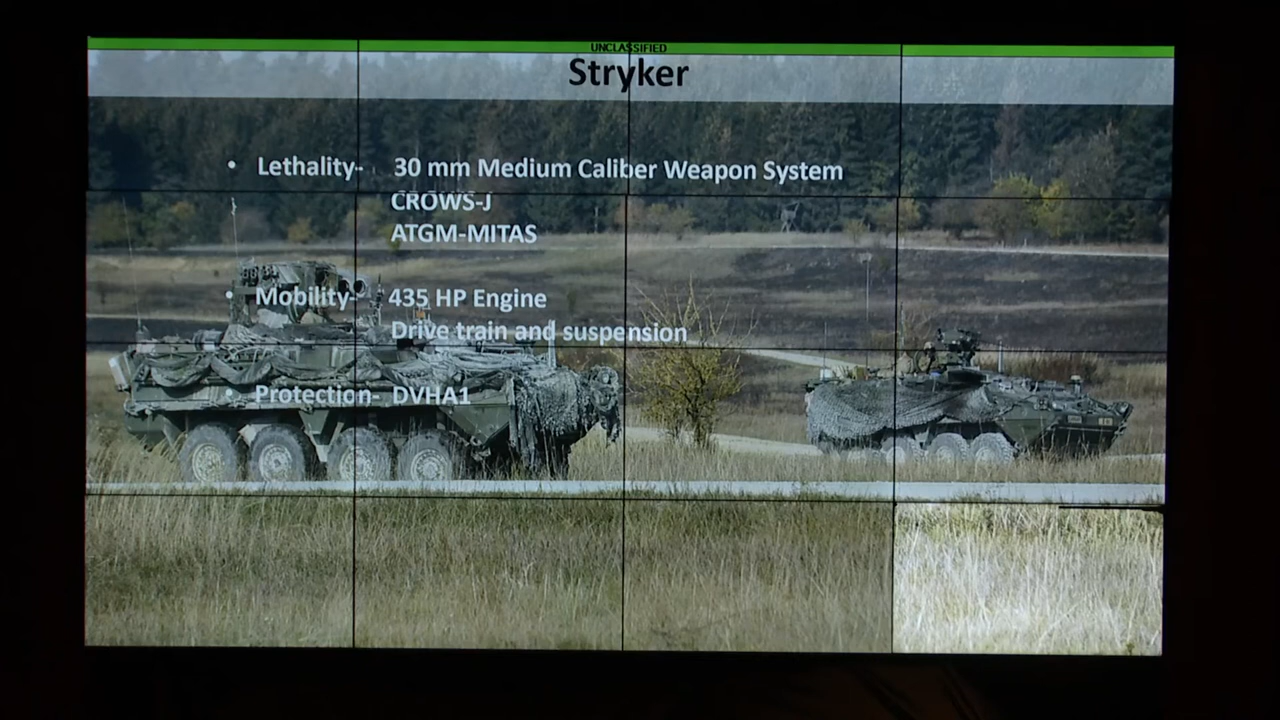 UNCLASSIFIED
Stryker
• Lethality- 30 mm Medium Caliber Weapon System
CROWS-J
ATGM-MITAS
• Mobility- 435 HP Engine
Drive train and suspension
• Protection- DVHA1